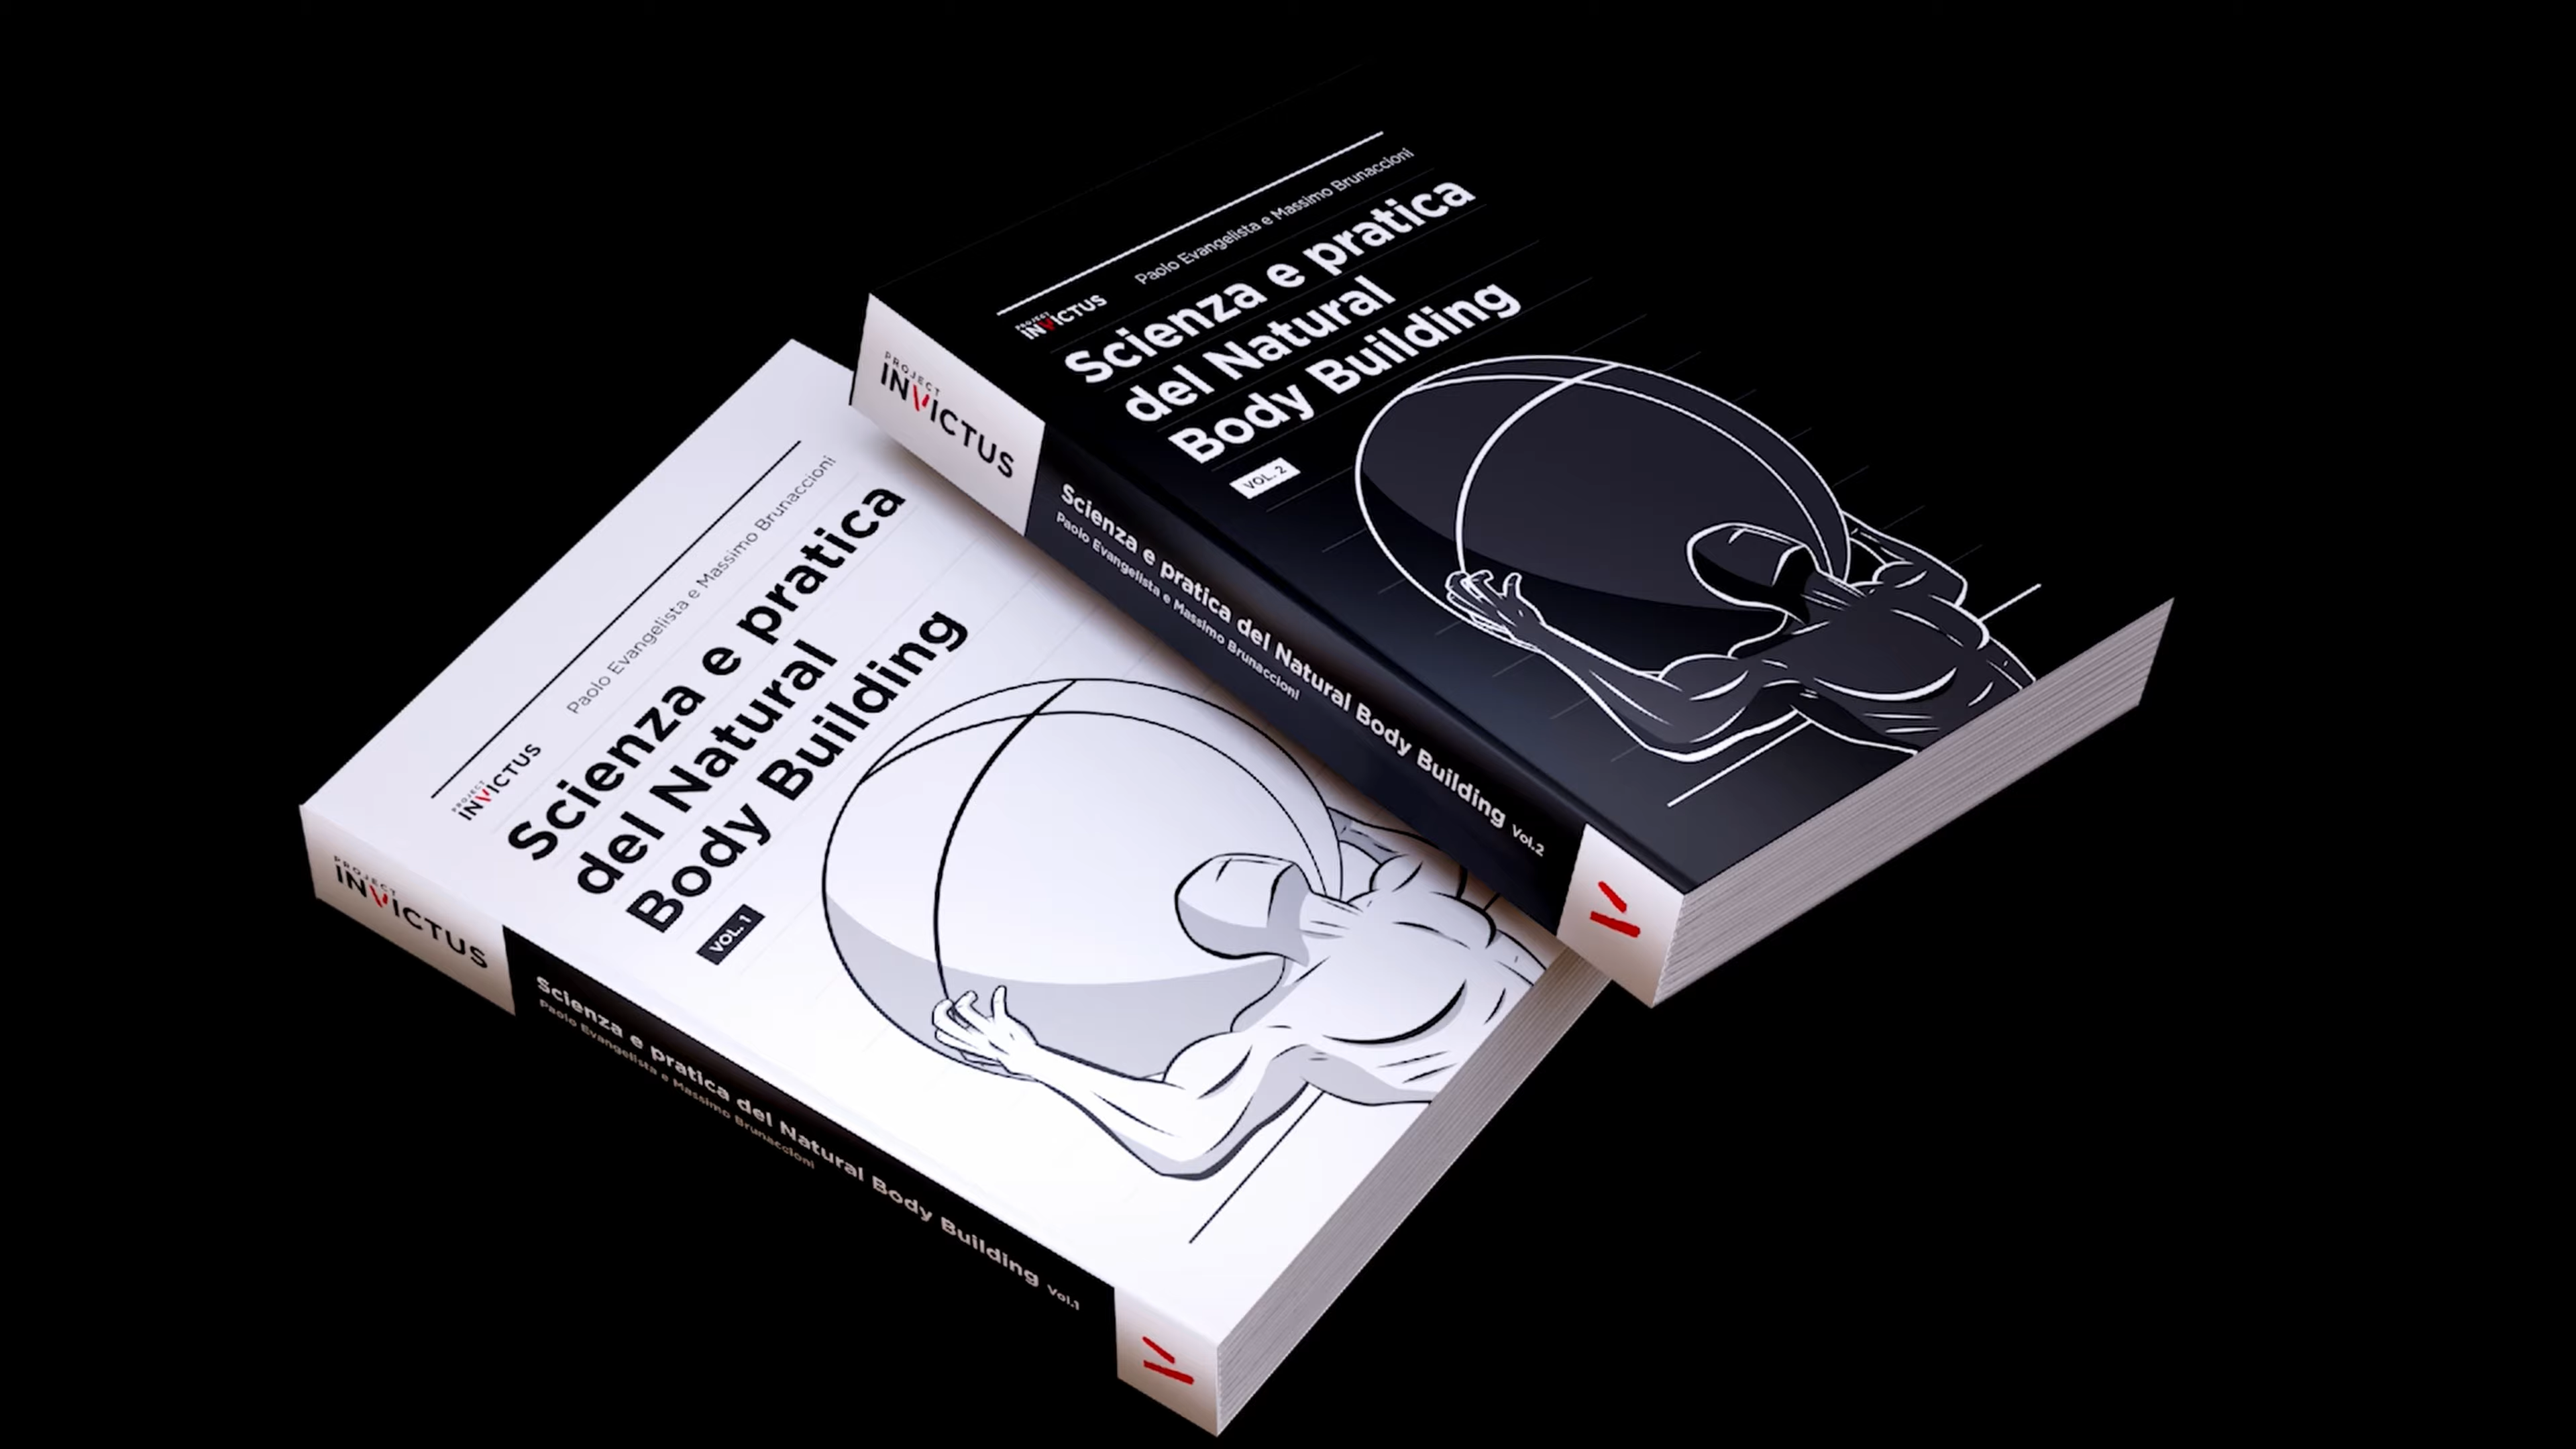 Paolo Evangelista e Massimo Brunaccioni
PROJECT
INVICTUS
Scienza e pratica
del Natural
Body Building
VOL. 2
PROJECT
INVICTUS
Scienza e pratica del Natural Body Building Vol.2
Paolo Evangelista e Massimo Brunaccioni
Paolo Evangelista e Massimo Brunaccioni
PROJECT
INVICTUS
Scienza e pratica
del Natural
Body Building
VOL. 1
PROJECT
INVICTUS
Scienza e pratica del Natural Body Building Vol.1
Paolo Evangelista e Massimo Brunaccioni